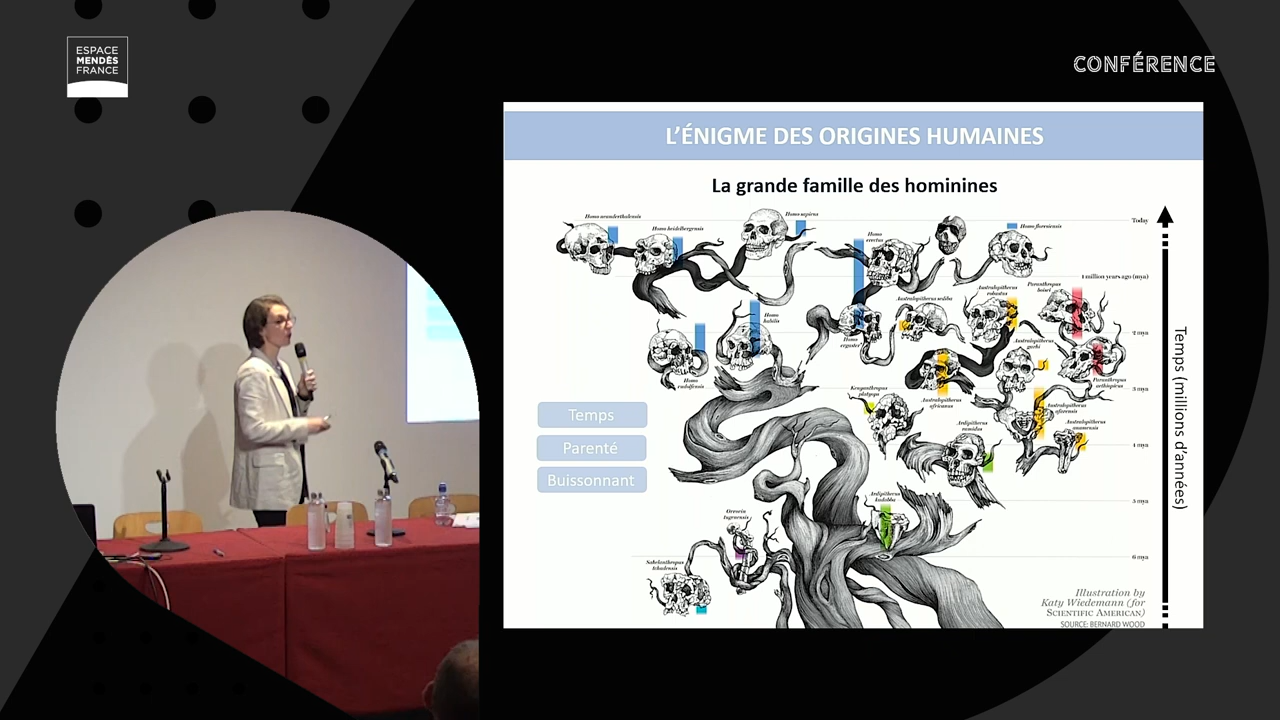 ESPACE
MENDÈS
FRANCE
CONFÉRENCE
L'ÉNIGME DES ORIGINES HUMAINES
La grande famille des hominines
Homo neanderthalensis
Homo heidelbergensis
Homo sapiens
Homo
erectus
Homo floresiensis
Today
1 million years ago (mya)
Australopithecus sediba
Australopithecus
robustus
Paranthropus
boisei
Homo
habilis
Homo
ergaster
Australopithecus
garhi
2 mya
Homo
rudolfensis
Kenyanthropus
platyops
Australopithecus
africanus
Paranthropus
aethiopicus
3 mya
Australopithecus
afarensis
Australopithecus
anamensis
Ardipithecus
ramidus
4 mya
Temps
Parenté
Buissonnant
Ardipithecus
kadabba
5 mya
Orrorin
tugenensis
Sahelanthropus
tchadensis
6 mya
Temps (millions d'années)
Illustration by
Katy Wiedemann (for
SCIENTIFIC AMERICAN)
SOURCE: BERNARD WOOD